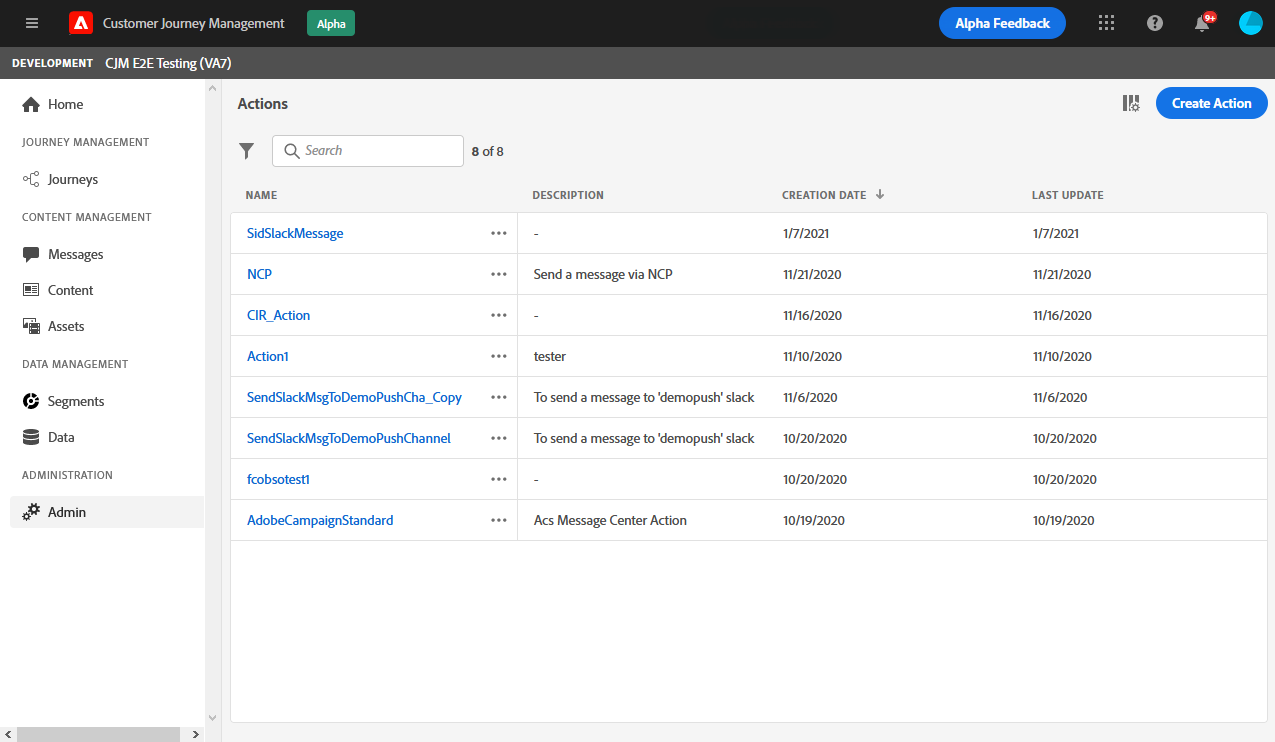 Customer Journey Management Alpha Alpha Feedback 9+
DEVELOPMENT CJM E2E Testing (VA7)
Home
JOURNEY MANAGEMENT
Journeys
CONTENT MANAGEMENT
Messages
Content
Assets
DATA MANAGEMENT
Segments
Data
ADMINISTRATION
Admin
Actions Create Action
Search 8 of 8
NAME DESCRIPTION CREATION DATE LAST UPDATE
SidSlackMessage - 1/7/2021 1/7/2021
NCP Send a message via NCP 11/21/2020 11/21/2020
CIR_Action - 11/16/2020 11/16/2020
Action1 tester 11/10/2020 11/10/2020
SendSlackMsgToDemoPushCha_Copy To send a message to 'demopush' slack 11/6/2020 11/6/2020
SendSlackMsgToDemoPushChannel To send a message to 'demopush' slack 10/20/2020 10/20/2020
fcobsotest1 - 10/20/2020 10/20/2020
AdobeCampaignStandard Acs Message Center Action 10/19/2020 10/19/2020